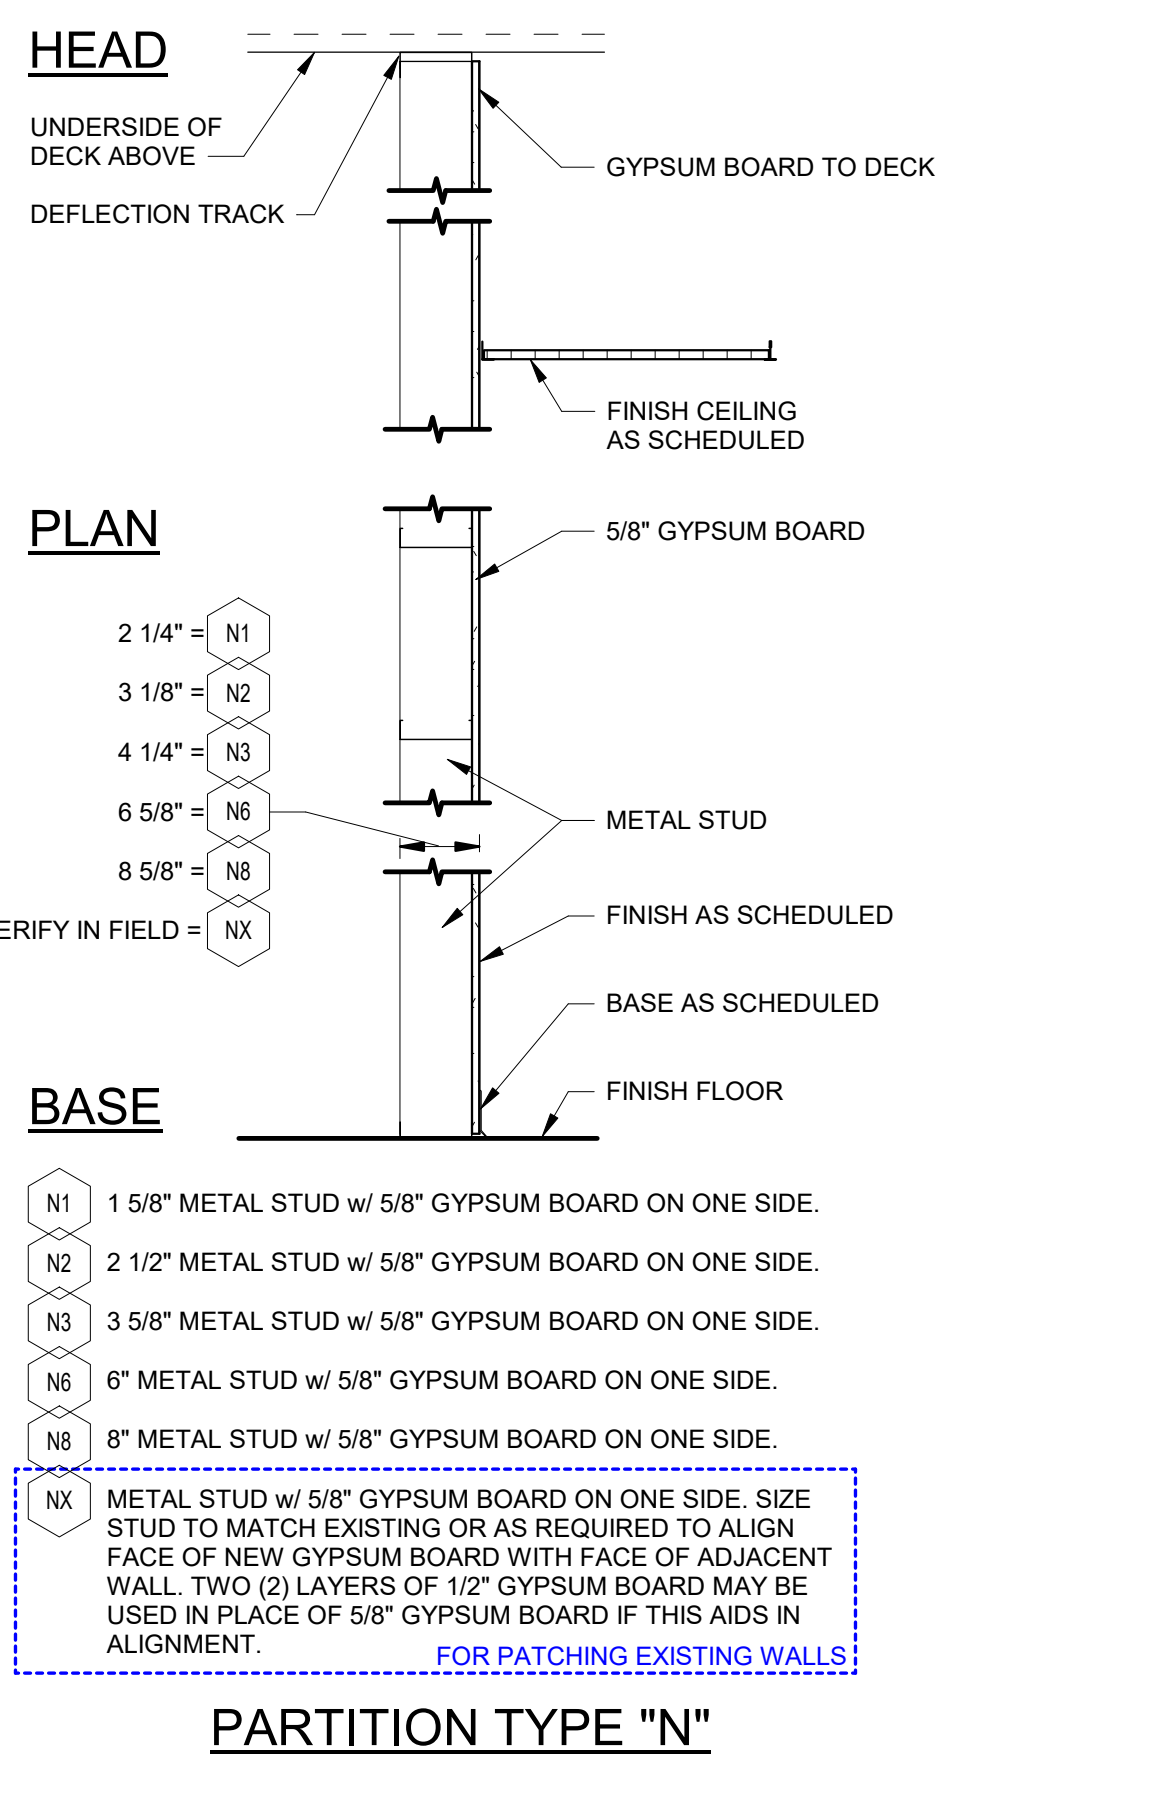 HEAD
UNDERSIDE OF
DECK ABOVE
DEFLECTION TRACK
GYPSUM BOARD TO DECK
FINISH CEILING
AS SCHEDULED
PLAN
5/8" GYPSUM BOARD
2 1/4" = N1
3 1/8" = N2
4 1/4" = N3
6 5/8" = N6
8 5/8" = N8
ERIFY IN FIELD = NX
METAL STUD
FINISH AS SCHEDULED
BASE AS SCHEDULED
FINISH FLOOR
BASE
N1 1 5/8" METAL STUD w/ 5/8" GYPSUM BOARD ON ONE SIDE.
N2 2 1/2" METAL STUD w/ 5/8" GYPSUM BOARD ON ONE SIDE.
N3 3 5/8" METAL STUD w/ 5/8" GYPSUM BOARD ON ONE SIDE.
N6 6" METAL STUD w/ 5/8" GYPSUM BOARD ON ONE SIDE.
N8 8" METAL STUD w/ 5/8" GYPSUM BOARD ON ONE SIDE.
NX METAL STUD w/ 5/8" GYPSUM BOARD ON ONE SIDE. SIZE
STUD TO MATCH EXISTING OR AS REQUIRED TO ALIGN
FACE OF NEW GYPSUM BOARD WITH FACE OF ADJACENT
WALL. TWO (2) LAYERS OF 1/2" GYPSUM BOARD MAY BE
USED IN PLACE OF 5/8" GYPSUM BOARD IF THIS AIDS IN
ALIGNMENT.
FOR PATCHING EXISTING WALLS
PARTITION TYPE "N"